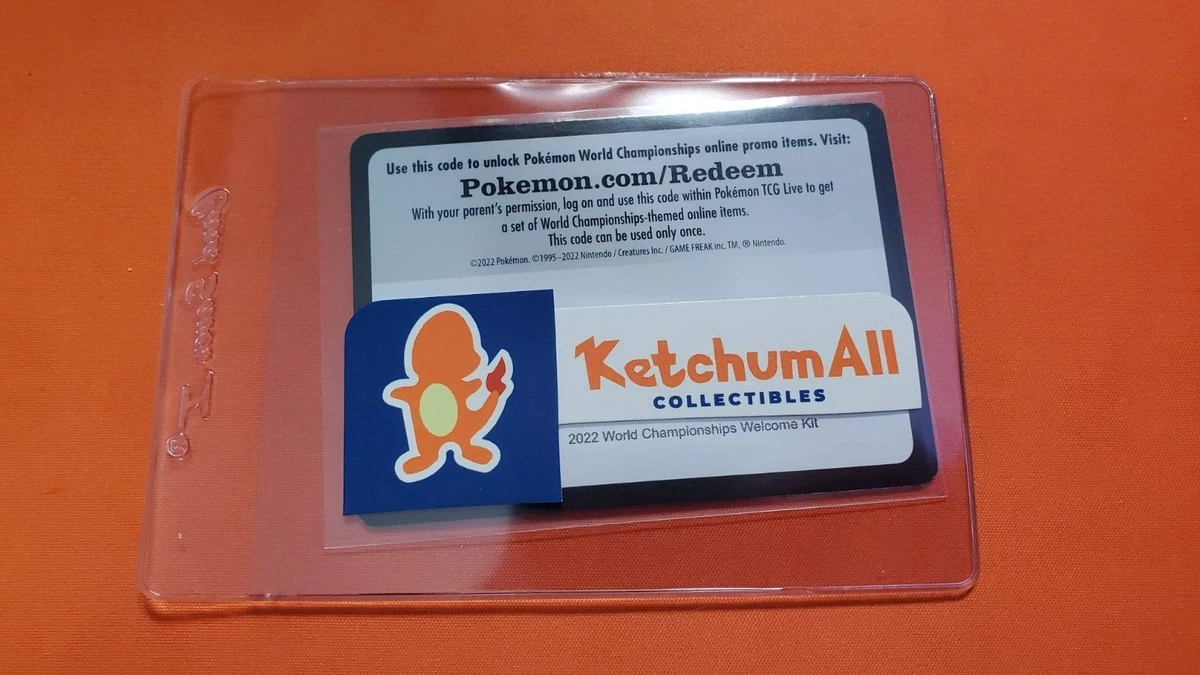 Use this code to unlock Pokémon World Championships online promo items. Visit:
Pokemon.com/Redeem
With your parent's permission, log on and use this code within Pokémon TCG Live to get
a set of World Championships-themed online items.
This code can be used only once.
©2022 Pokémon. ©1995–2022 Nintendo / Creatures Inc. / GAME FREAK inc. TM, ® Nintendo.
KetchumAll
COLLECTIBLES
2022 World Championships Welcome Kit